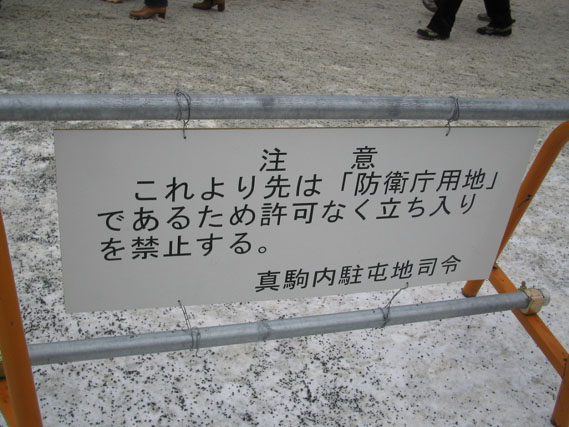 注　意
これより先は「防衛庁用地」
であるため許可なく立ち入り
を禁止する。
真駒内駐屯地司令